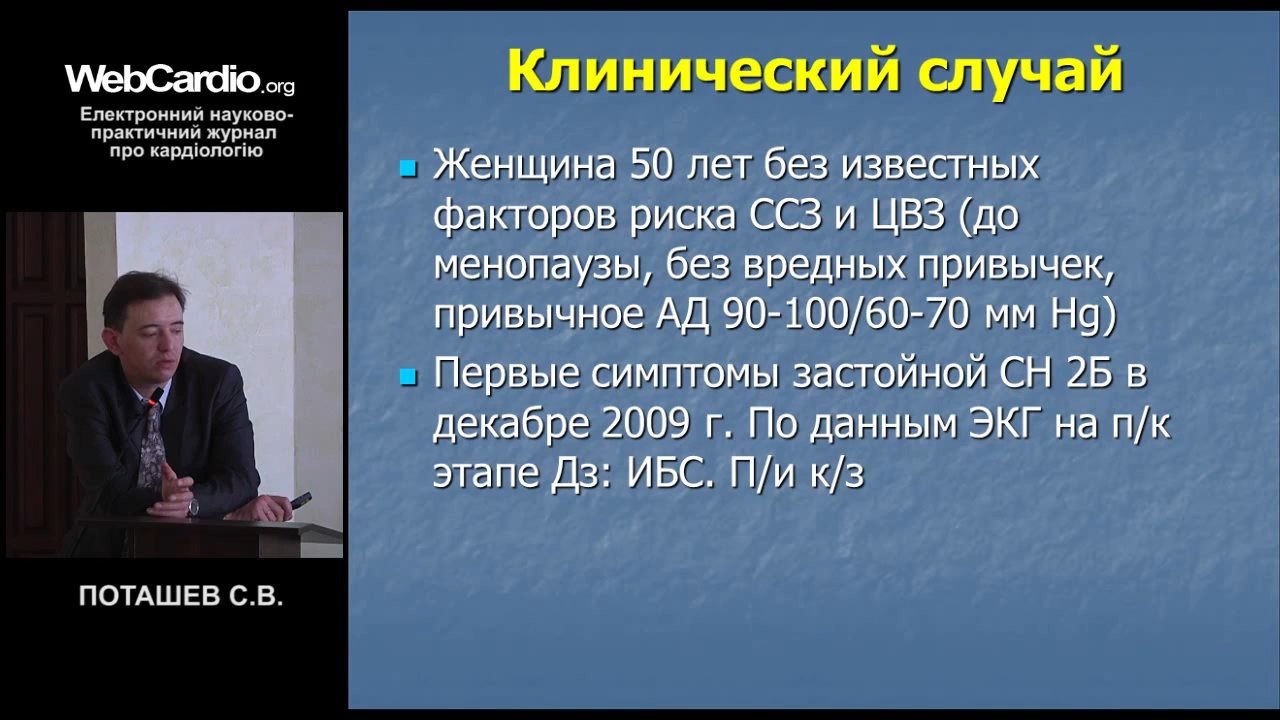 WebCardio.org
Електронний науково-
практичний журнал
про кардіологію
ПОТАШЕВ С.В.
Клинический случай
Женщина 50 лет без известных
факторов риска ССЗ и ЦВЗ (до
менопаузы, без вредных привычек,
привычное АД 90-100/60-70 мм Hg)
Первые симптомы застойной СН 2Б в
декабре 2009 г. По данным ЭКГ на п/к
этапе Дз: ИБС. П/и к/з